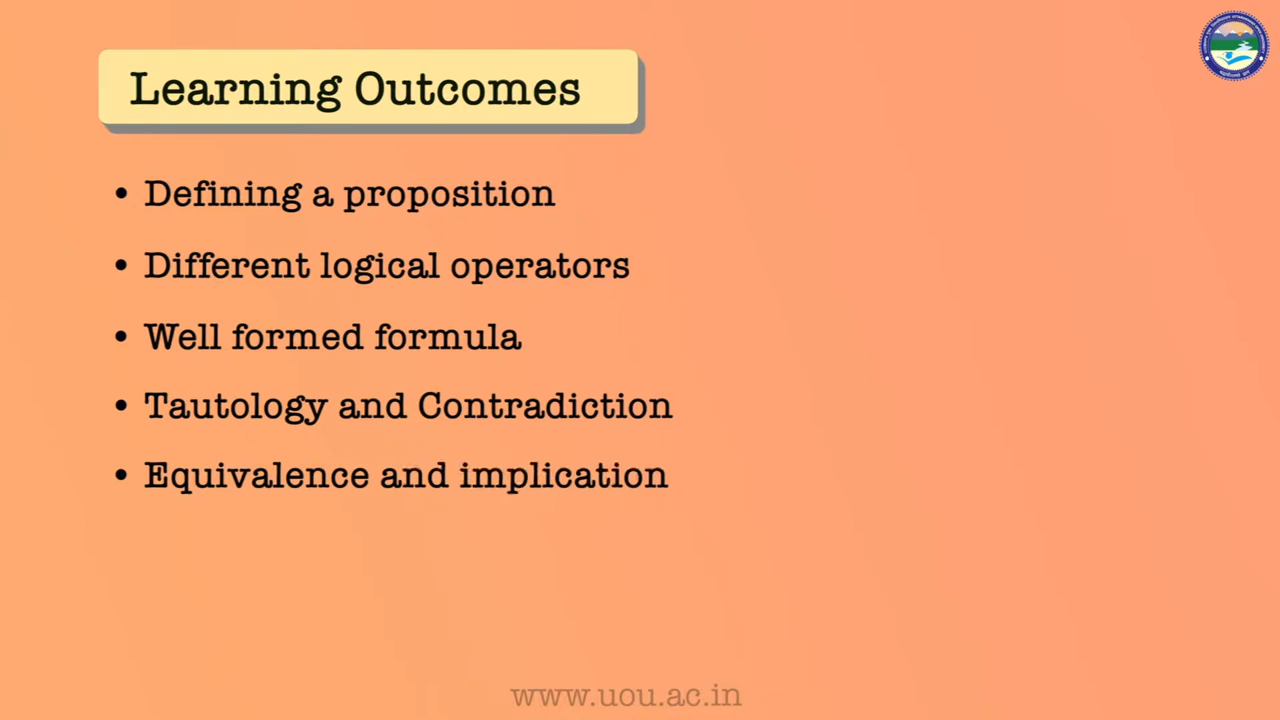 Learning Outcomes
• Defining a proposition
• Different logical operators
• Well formed formula
• Tautology and Contradiction
• Equivalence and implication
www.uou.ac.in